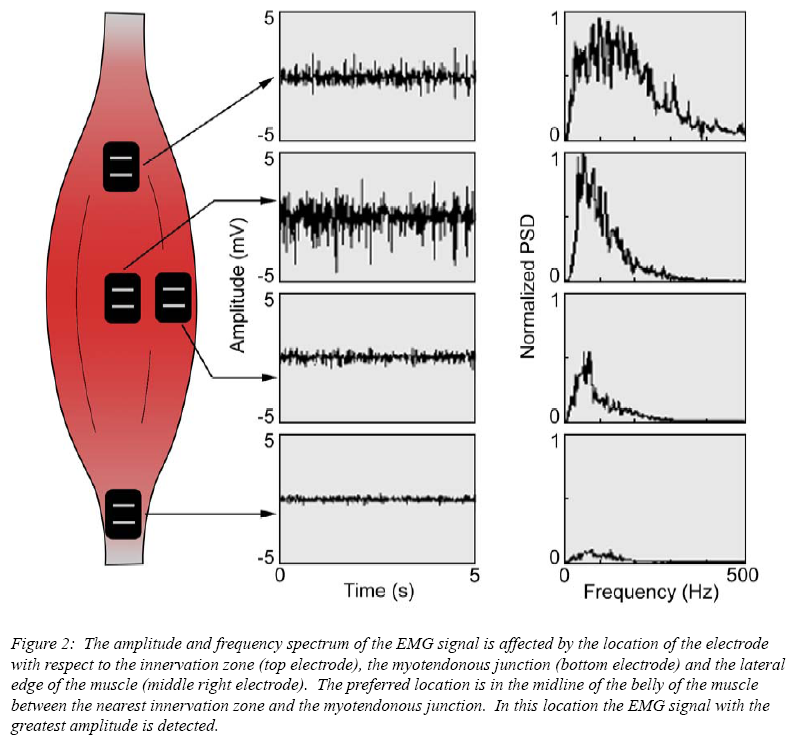 5
-5
5
-5
5
-5
5
-5
0
5
Amplitude (mV)
Time (s)
1
0
1
0
1
0
1
0
0
500
Normalized PSD
Frequency (Hz)
Figure 2:  The amplitude and frequency spectrum of the EMG signal is affected by the location of the electrode
with respect to the innervation zone (top electrode), the myotendonous junction (bottom electrode) and the lateral
edge of the muscle (middle right electrode).  The preferred location is in the midline of the belly of the muscle
between the nearest innervation zone and the myotendonous junction.  In this location the EMG signal with the
greatest amplitude is detected.